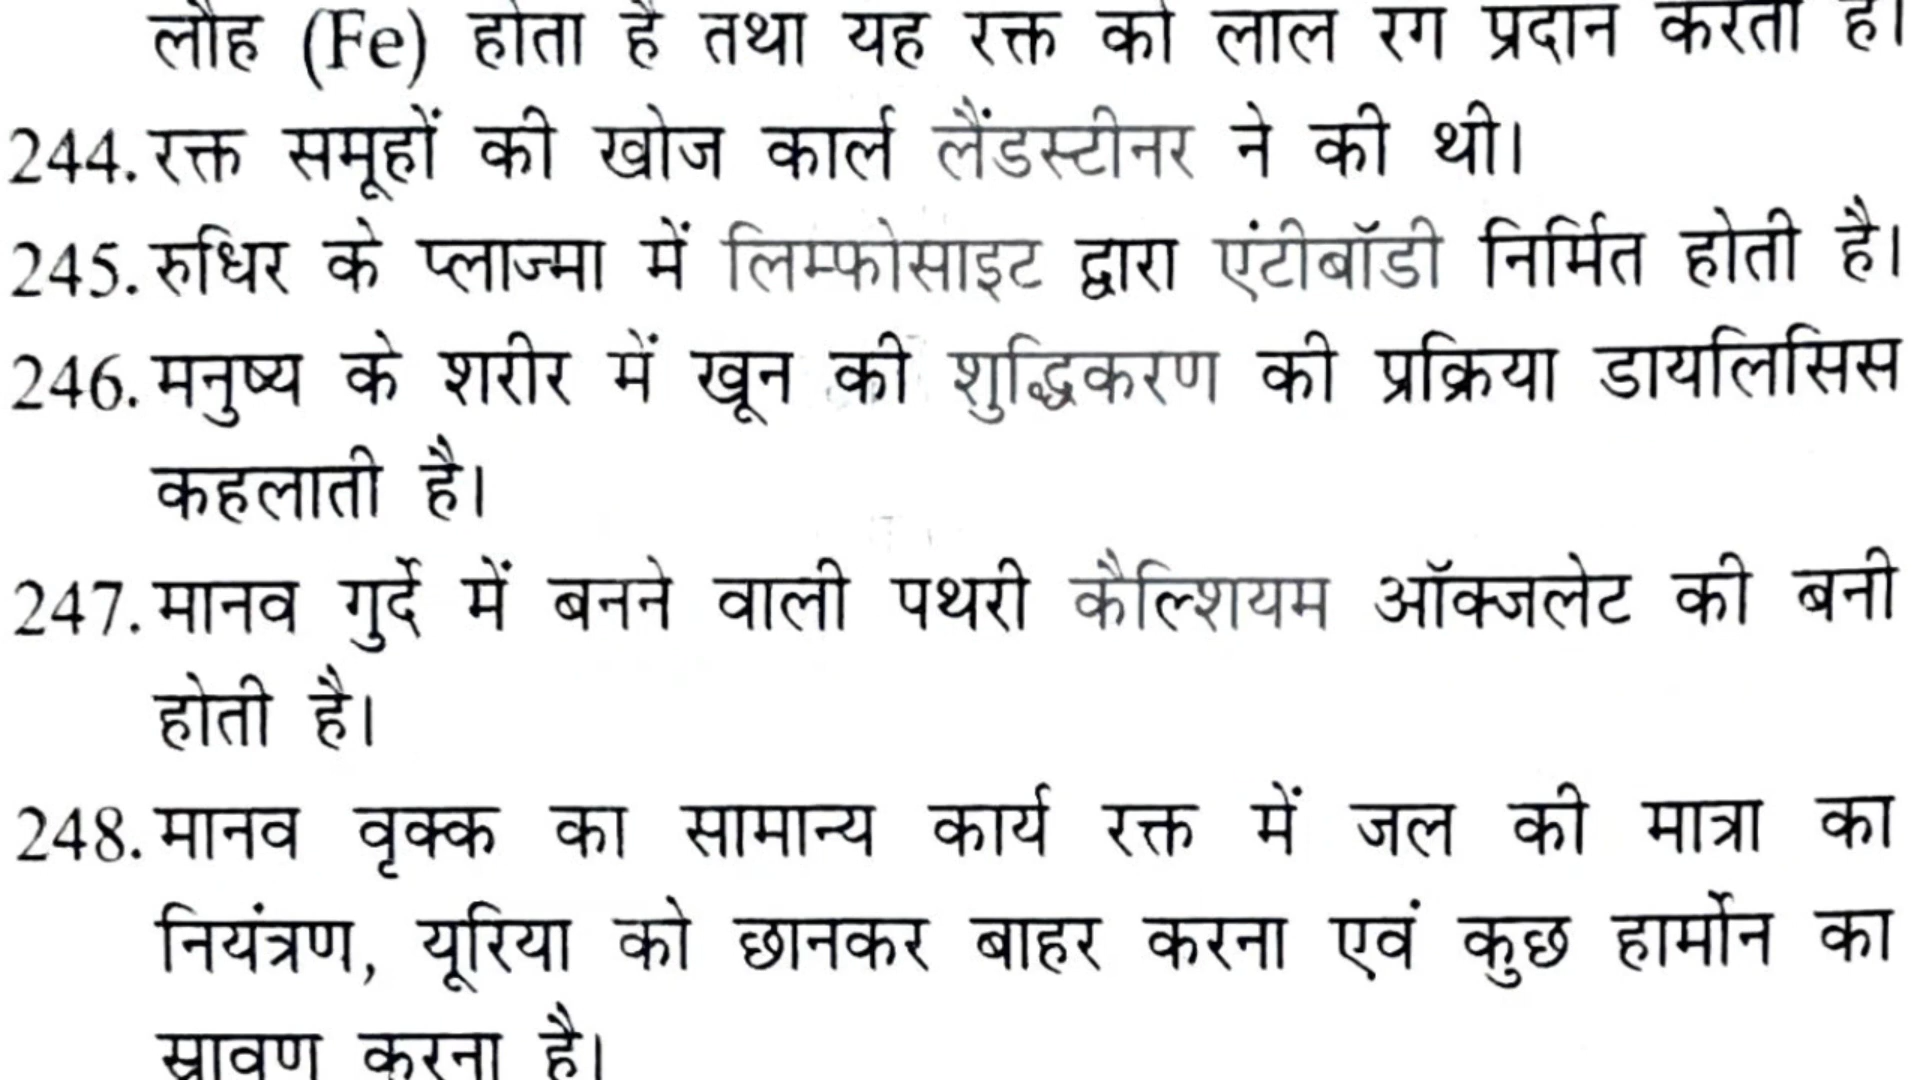 लौह (Fe) होता है तथा यह रक्त को लाल रंग प्रदान करता है।
244. रक्त समूहों की खोज कार्ल लैंडस्टीनर ने की थी।
245. रुधिर के प्लाज्मा में लिम्फोसाइट द्वारा एंटीबॉडी निर्मित होती है।
246. मनुष्य के शरीर में खून की शुद्धिकरण की प्रक्रिया डायलिसिस
कहलाती है।
247. मानव गुर्दे में बनने वाली पथरी कैल्शियम ऑक्जलेट की बनी
होती है।
248. मानव वृक्क का सामान्य कार्य रक्त में जल की मात्रा का
नियंत्रण, यूरिया को छानकर बाहर करना एवं कुछ हार्मोन का
स्रावण करना है।